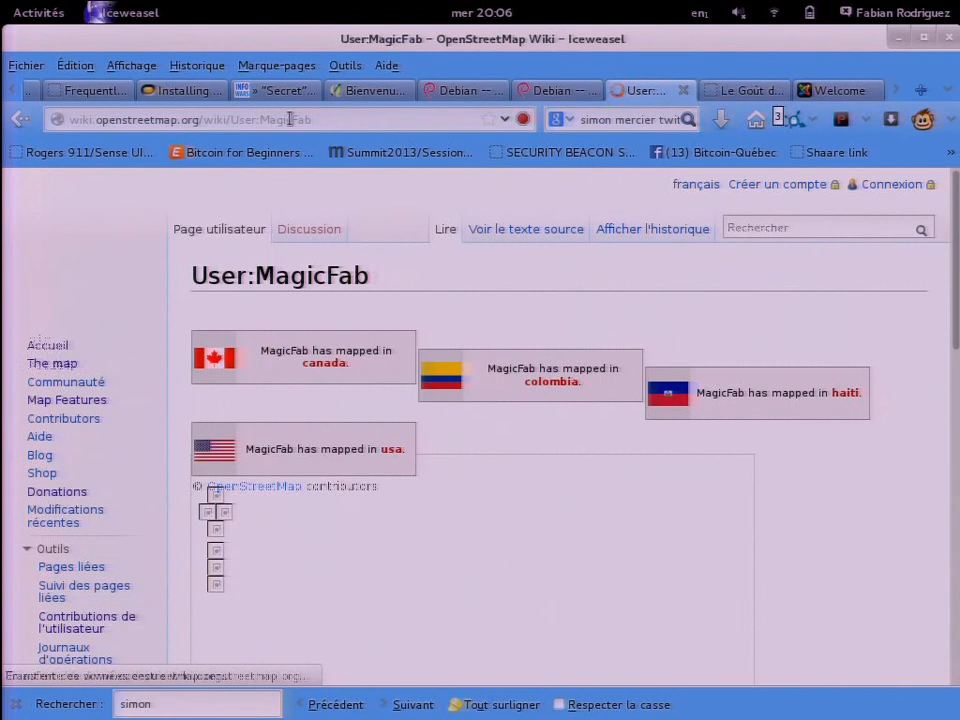 Activités Iceweasel mer 20:06 en₁ Fabian Rodriguez
User:MagicFab – OpenStreetMap Wiki – Iceweasel
Fichier Édition Affichage Historique Marque-pages Outils Aide
.. Frequentl... Installing ... INFO WARS » "Secret"... Bienvenu... Debian -- ... Debian -- ... User:... Le Goût d... Welcome
wiki.openstreetmap.org/wiki/User:MagicFab simon mercier twit 3
Rogers 911/Sense UI... Bitcoin for Beginners ... Summit2013/Session... SECURITY BEACON S... (13) Bitcoin-Québec Shaare link »
français Créer un compte Connexion
Page utilisateur Discussion Lire Voir le texte source Afficher l'historique Rechercher
User:MagicFab
MagicFab has mapped in canada.
MagicFab has mapped in colombia.
MagicFab has mapped in haiti.
MagicFab has mapped in usa.
© OpenStreetMap contributors
Accueil
The map
Communauté
Map Features
Contributors
Aide
Blog
Shop
Donations
Modifications
récentes
Outils
Pages liées
Suivi des pages
liées
Contributions de
l'utilisateur
Journaux
d'opérations
Rechercher : simon Précédent Suivant Tout surligner Respecter la casse